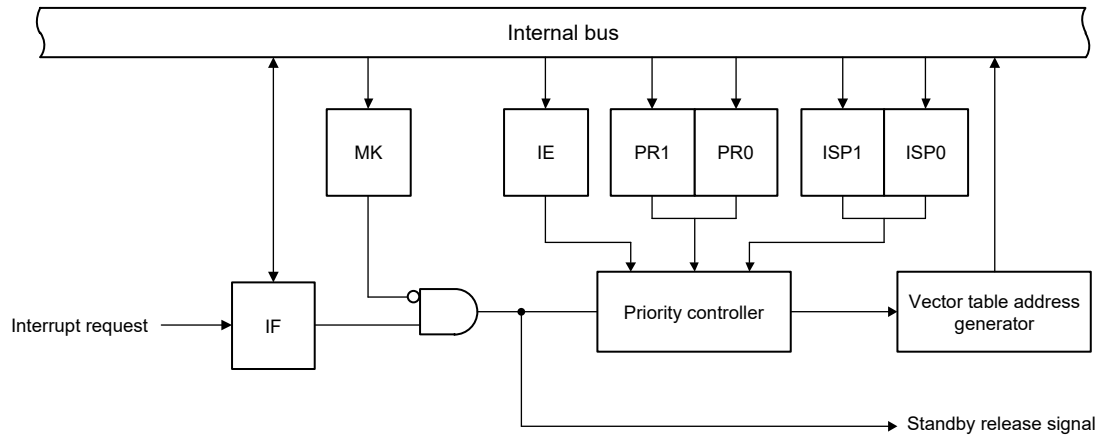 Internal bus
MK
IE
PR1
PR0
ISP1
ISP0
Interrupt request
IF
Priority controller
Vector table address
generator
Standby release signal